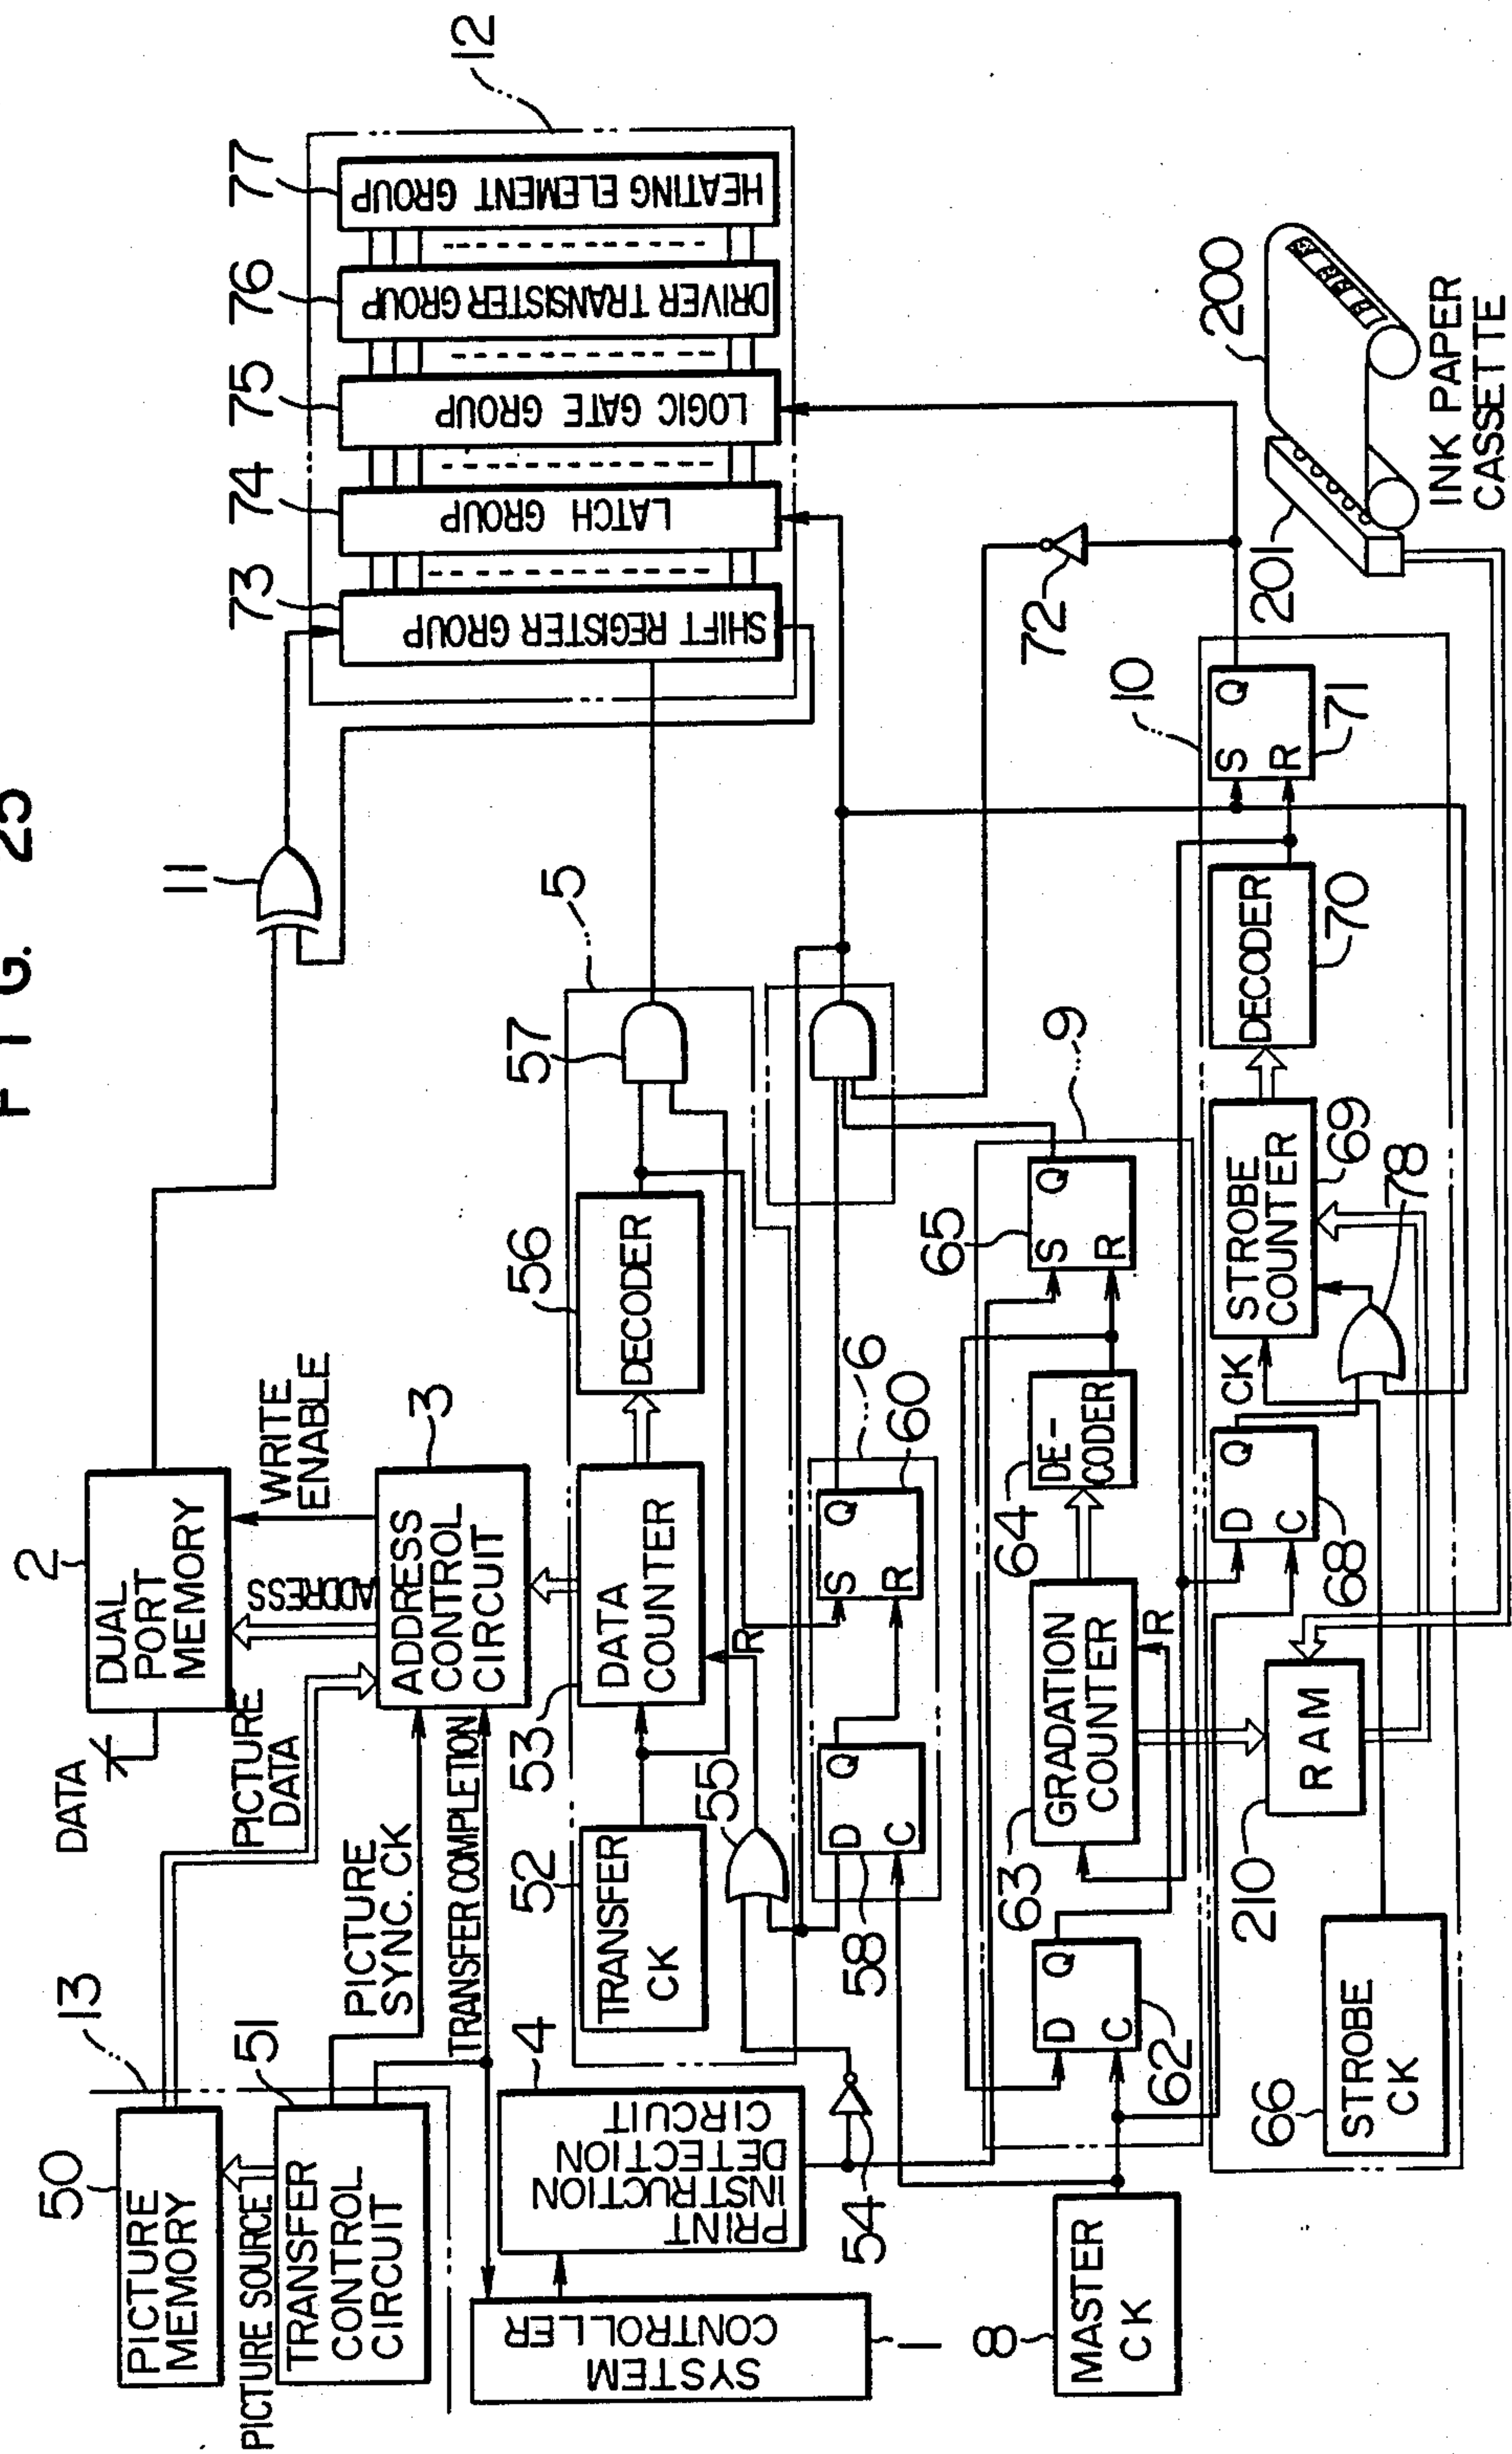 FIG. 25
50
PICTURE
MEMORY
13
PICTURE SOURCE
51
TRANSFER
CONTROL
CIRCUIT
DATA
2
DUAL
PORT
MEMORY
PICTURE
DATA
ADDRESS
WRITE
ENABLE
PICTURE
SYNC. CK
TRANSFER COMPLETION
3
ADDRESS
CONTROL
CIRCUIT
11
12
73
SHIFT REGISTER GROUP
74
LATCH GROUP
75
LOGIC GATE GROUP
76
DRIVER TRANSISTER GROUP
77
HEATING ELEMENT GROUP
SYSTEM
CONTROLLER
1
4
PRINT
INSTRUCTION
DETECTION
CIRCUIT
54
52
TRANSFER
CK
53
DATA
COUNTER
R
55
56
DECODER
57
5
58
D
Q
C
60
S
Q
R
6
8
MASTER
CK
62
D
Q
C
63
GRADATION
COUNTER
R
64
DE-
CODER
65
S
Q
R
9
66
STROBE
CK
210
RAM
68
D
Q
C
CK
STROBE
COUNTER
69
78
DECODER
70
10
S
Q
R
71
72
200
201
INK PAPER
CASSETTE